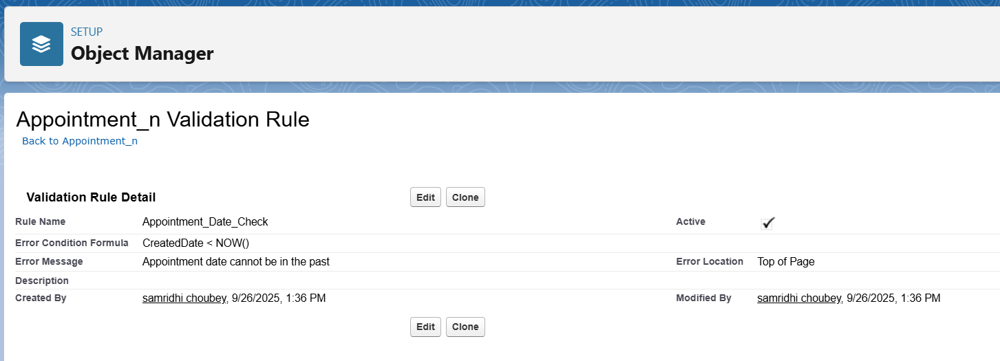 SETUP
Object Manager
Appointment_n Validation Rule
Back to Appointment_n
Validation Rule Detail Edit Clone
Rule Name Appointment_Date_Check Active
Error Condition Formula CreatedDate < NOW()
Error Message Appointment date cannot be in the past Error Location Top of Page
Description
Created By samridhi choubey, 9/26/2025, 1:36 PM Modified By samridhi choubey, 9/26/2025, 1:36 PM
Edit Clone